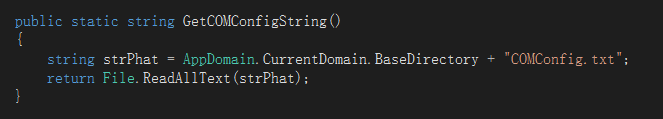 public static string GetCOMConfigString()
{
string strPhat = AppDomain.CurrentDomain.BaseDirectory + "COMConfig.txt";
return File.ReadAllText(strPhat);
}